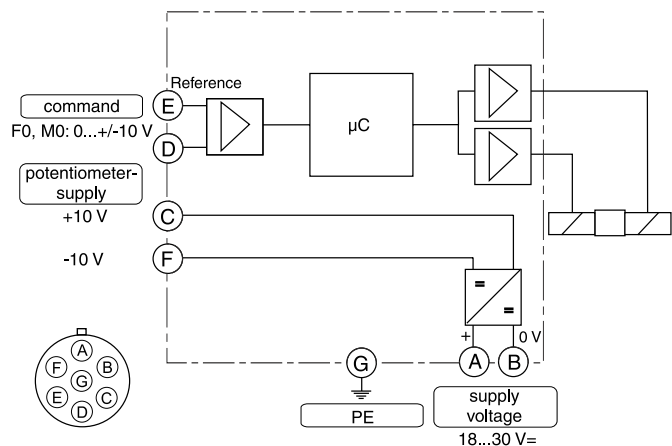 Reference
command
E
F0, M0: 0...+/-10 V
D
µC
potentiometer-
supply
+10 V
C
-10 V
F
=
=
+
0 V
A
B
G
PE
supply
voltage
18...30 V=
A
F
B
G
E
C
D